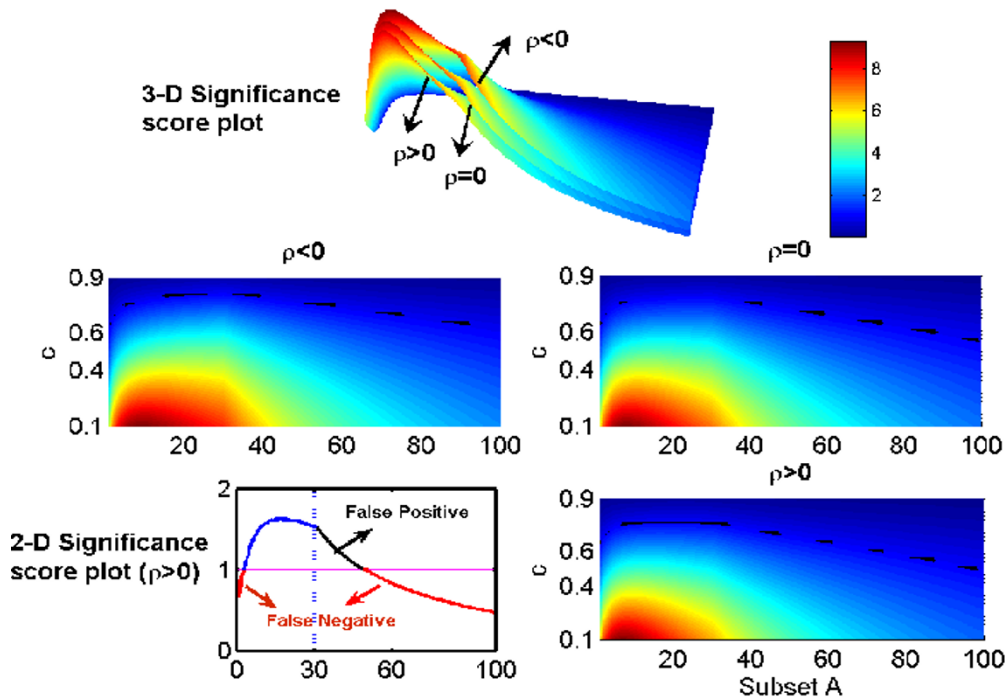 3-D Significance
score plot
ρ<0
ρ>0
ρ=0
8
6
4
2
ρ<0
c
0.9
0.6
0.4
0.1
20 40 60 80 100
ρ=0
c
0.9
0.6
0.4
0.1
20 40 60 80 100
2-D Significance
score plot (ρ>0)
2
1
0
False Positive
False Negative
0 30 60 100
ρ>0
c
0.9
0.6
0.4
0.1
20 40 60 80 100
Subset A